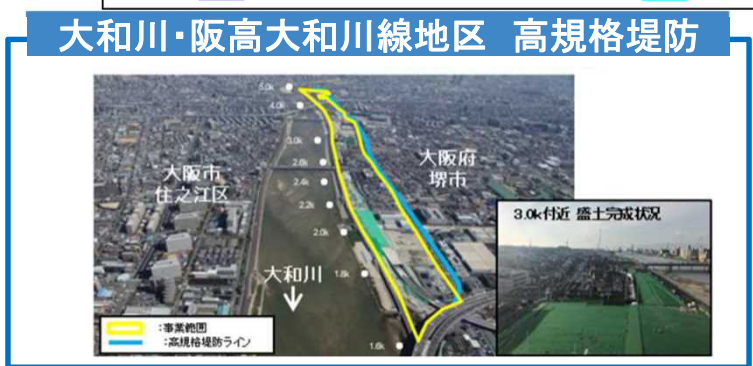 大和川・阪高大和川線地区 高規格堤防
5.0k
4.0k
3.0k
2.8k
2.4k
2.2k
2.0k
1.8k
1.6k
大阪市
住之江区
大阪府
堺市
大和川
3.0k付近 盛土完成状況
:事業範囲
:高規格堤防ライン